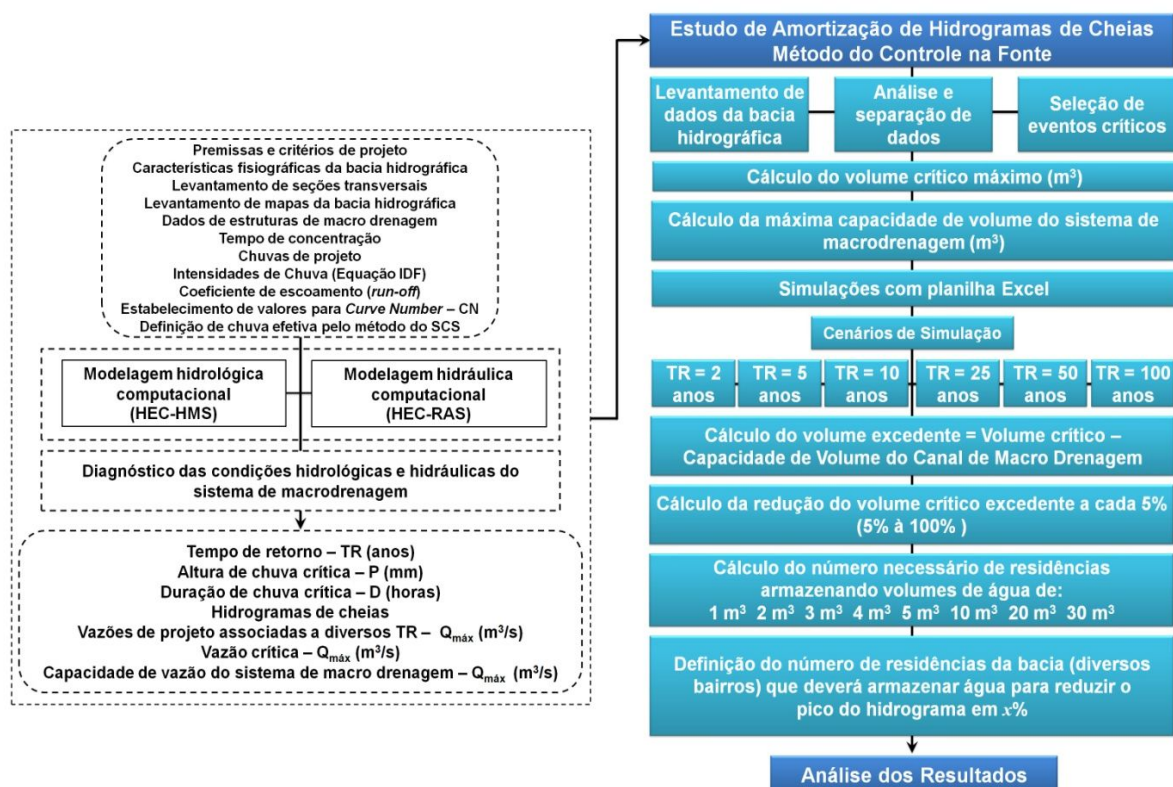 Premissas e critérios de projeto
Características fisiográficas da bacia hidrográfica
Levantamento de seções transversais
Levantamento de mapas da bacia hidrográfica
Dados de estruturas de macro drenagem
Tempo de concentração
Chuvas de projeto
Intensidades de Chuva (Equação IDF)
Coeficiente de escoamento (run-off)
Estabelecimento de valores para Curve Number – CN
Definição de chuva efetiva pelo método do SCS
Modelagem hidrológica
computacional
(HEC-HMS)
Modelagem hidráulica
computacional
(HEC-RAS)
Diagnóstico das condições hidrológicas e hidráulicas do
sistema de macrodrenagem
Tempo de retorno – TR (anos)
Altura de chuva crítica – P (mm)
Duração de chuva crítica – D (horas)
Hidrogramas de cheias
Vazões de projeto associadas a diversos TR – Qmáx (m³/s)
Vazão crítica – Qmáx (m³/s)
Capacidade de vazão do sistema de macro drenagem – Qmáx (m³/s)
Estudo de Amortização de Hidrogramas de Cheias
Método do Controle na Fonte
Levantamento de
dados da bacia
hidrográfica
Análise e
separação de
dados
Seleção de
eventos críticos
Cálculo do volume crítico máximo (m³)
Cálculo da máxima capacidade de volume do sistema de
macrodrenagem (m³)
Simulações com planilha Excel
Cenários de Simulação
TR = 2
anos
TR = 5
anos
TR = 10
anos
TR = 25
anos
TR = 50
anos
TR = 100
anos
Cálculo do volume excedente = Volume crítico –
Capacidade de Volume do Canal de Macro Drenagem
Cálculo da redução do volume crítico excedente a cada 5%
(5% à 100% )
Cálculo do número necessário de residências
armazenando volumes de água de:
1 m³ 2 m³ 3 m³ 4 m³ 5 m³ 10 m³ 20 m³ 30 m³
Definição do número de residências da bacia (diversos
bairros) que deverá armazenar água para reduzir o
pico do hidrograma em x%
Análise dos Resultados